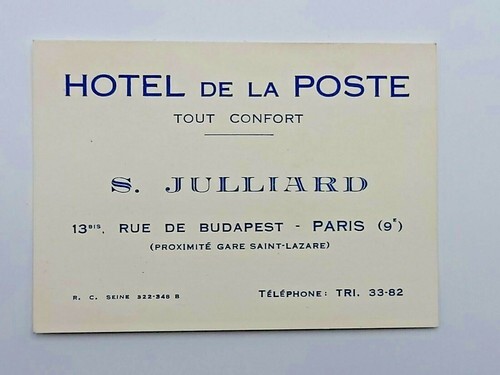 HOTEL DE LA POSTE
TOUT CONFORT
S. JULLIARD
13BIS, RUE DE BUDAPEST - PARIS (9E)
(PROXIMITÉ GARE SAINT-LAZARE)
R. C. SEINE 322-348 B TÉLÉPHONE: TRI. 33-82